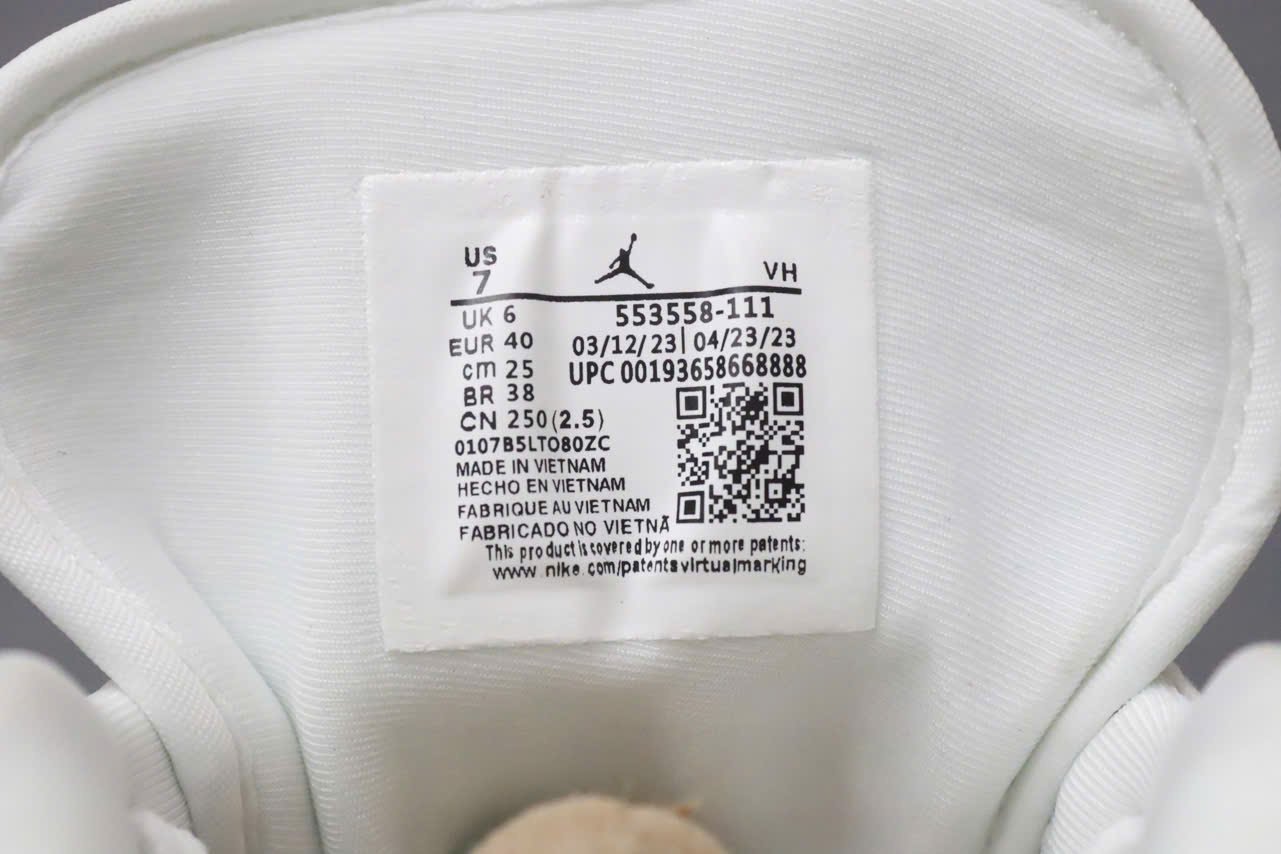 US
7
VH
UK 6
553558-111
EUR 40
03/12/23| 04/23/23
cm 25
UPC 00193658668888
BR 38
CN 250(2.5)
0107B5LTO80ZC
MADE IN VIETNAM
HECHO EN VIETNAM
FABRIQUE AU VIETNAM
FABRICADO NO VIETNÃ
This product is covered by one or more patents:
www.nike.com/patentsvirtualmarking